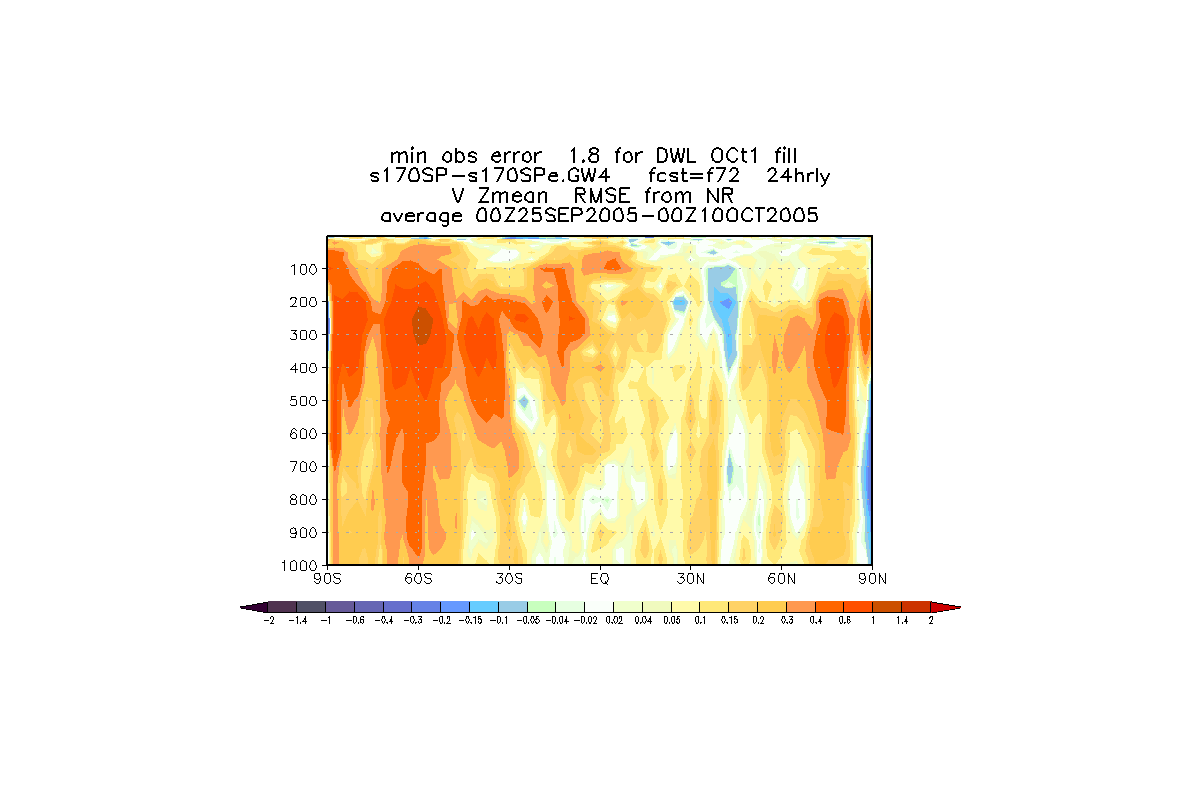 min obs error 1.8 for DWL OCt1 fill
s170SP-s170SPe.GW4 fcst=f72 24hrly
V Zmean RMSE from NR
average 00Z25SEP2005-00Z10OCT2005
100
200
300
400
500
600
700
800
900
1000
90S 60S 30S EQ 30N 60N 90N
-2 -1.4 -1 -0.6 -0.4 -0.3 -0.2 -0.15 -0.1 -0.05 -0.04 -0.02 0.02 0.04 0.05 0.1 0.15 0.2 0.3 0.4 0.6 1 1.4 2